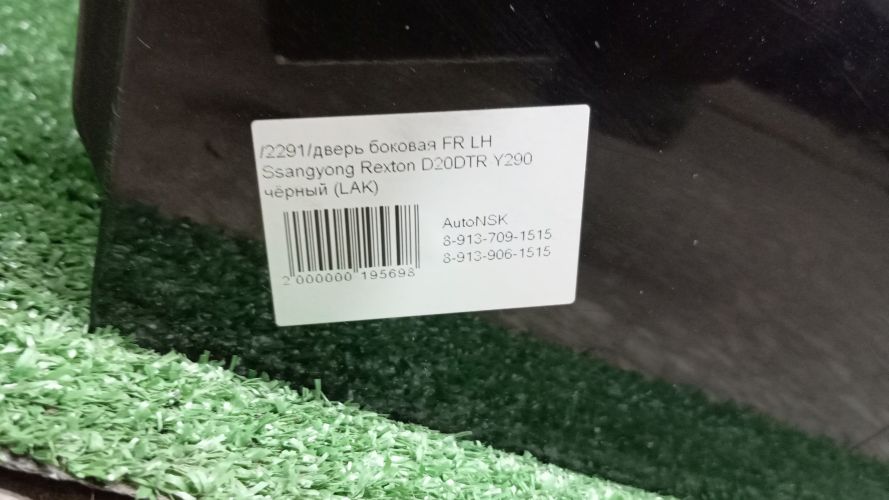 /2291/дверь боковая FR LH
Ssangyong Rexton D20DTR Y290
чёрный (LAK)
AutoNSK
8-913-709-1515
8-913-906-1515
2 000000 195698